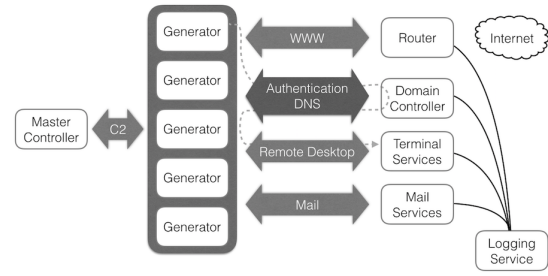 Generator
WWW
Router
Internet
Generator
Authentication
DNS
Domain
Controller
Master
Controller
C2
Generator
Remote Desktop
Terminal
Services
Generator
Mail
Mail
Services
Generator
Logging
Service